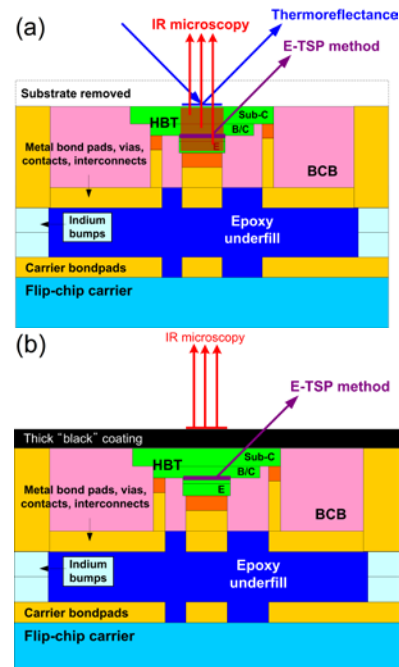 (a)
Thermoreflectance
IR microscopy
E-TSP method
Substrate removed
HBT
Sub-C
B/C
E
Metal bond pads, vias,
contacts, interconnects
BCB
Indium
bumps
Epoxy
underfill
Carrier bondpads
Flip-chip carrier
(b)
IR microscopy
E-TSP method
Thick "black" coating
HBT
Sub-C
B/C
E
Metal bond pads, vias,
contacts, interconnects
BCB
Indium
bumps
Epoxy
underfill
Carrier bondpads
Flip-chip carrier